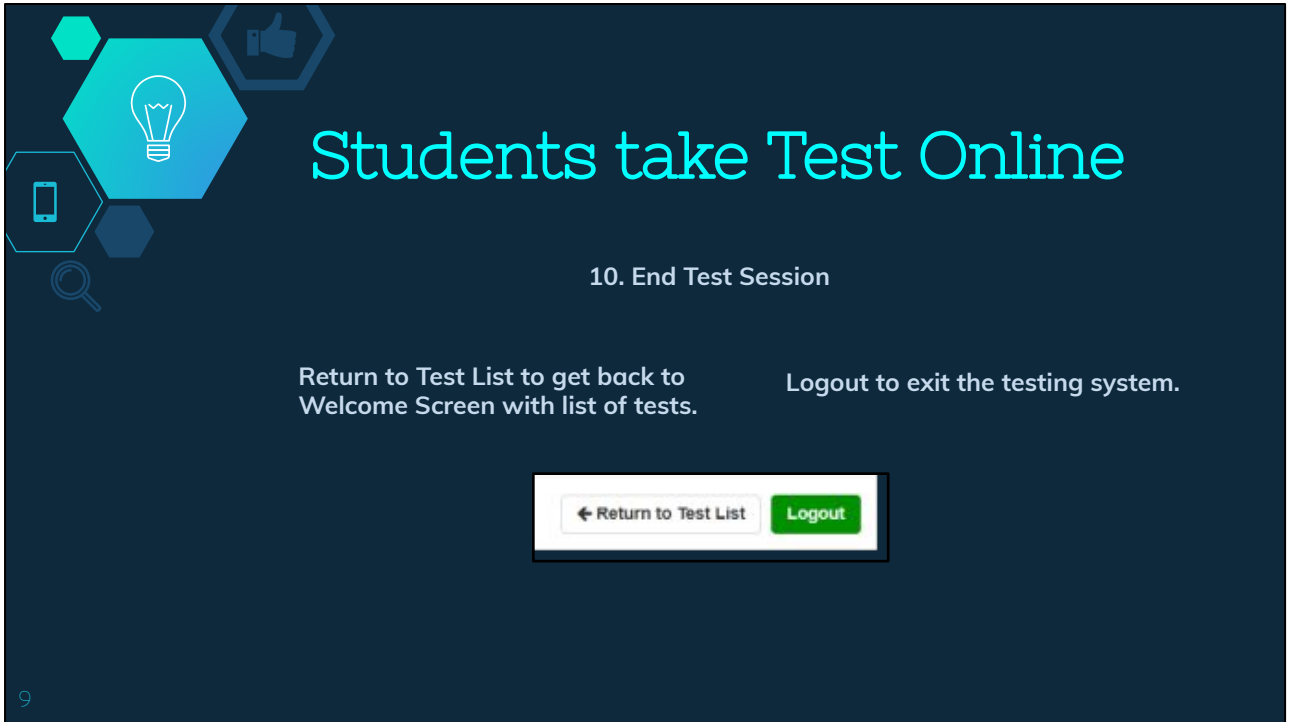 Students take Test Online
10. End Test Session
Return to Test List to get back to
Welcome Screen with list of tests.
Logout to exit the testing system.
← Return to Test List
Logout
9